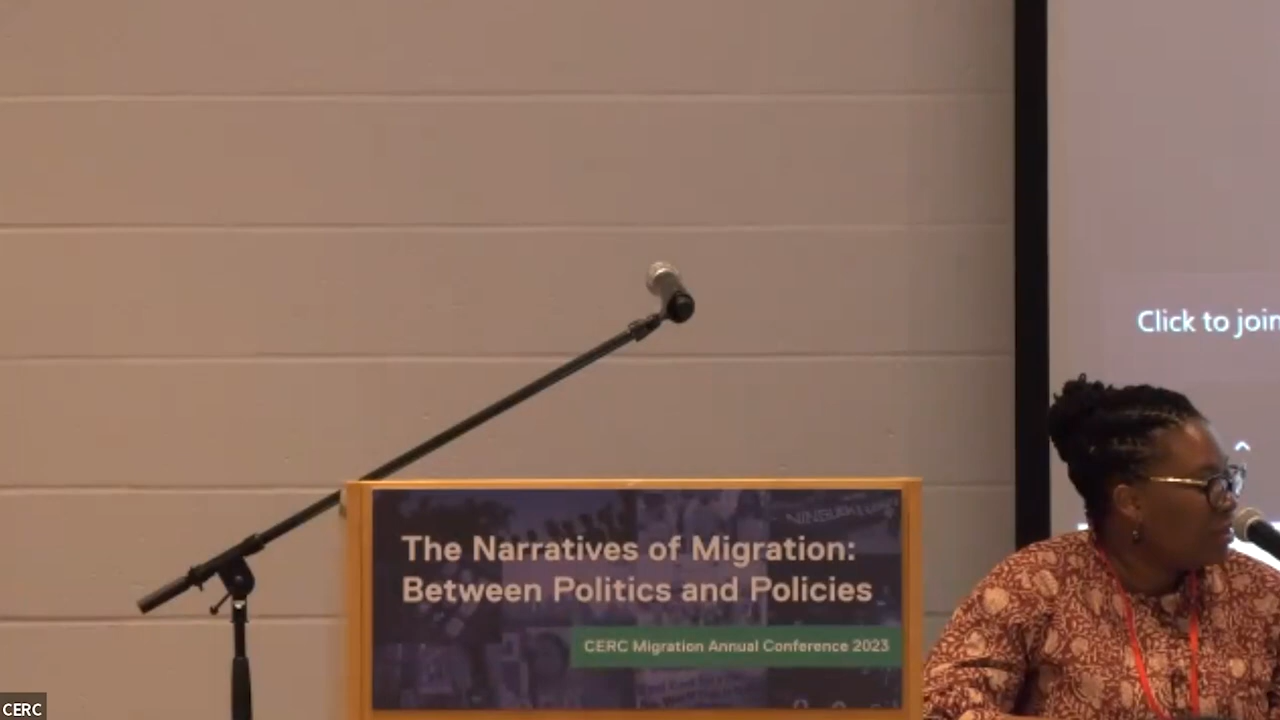 Click to join
The Narratives of Migration:
Between Politics and Policies
CERC Migration Annual Conference 2023
CERC